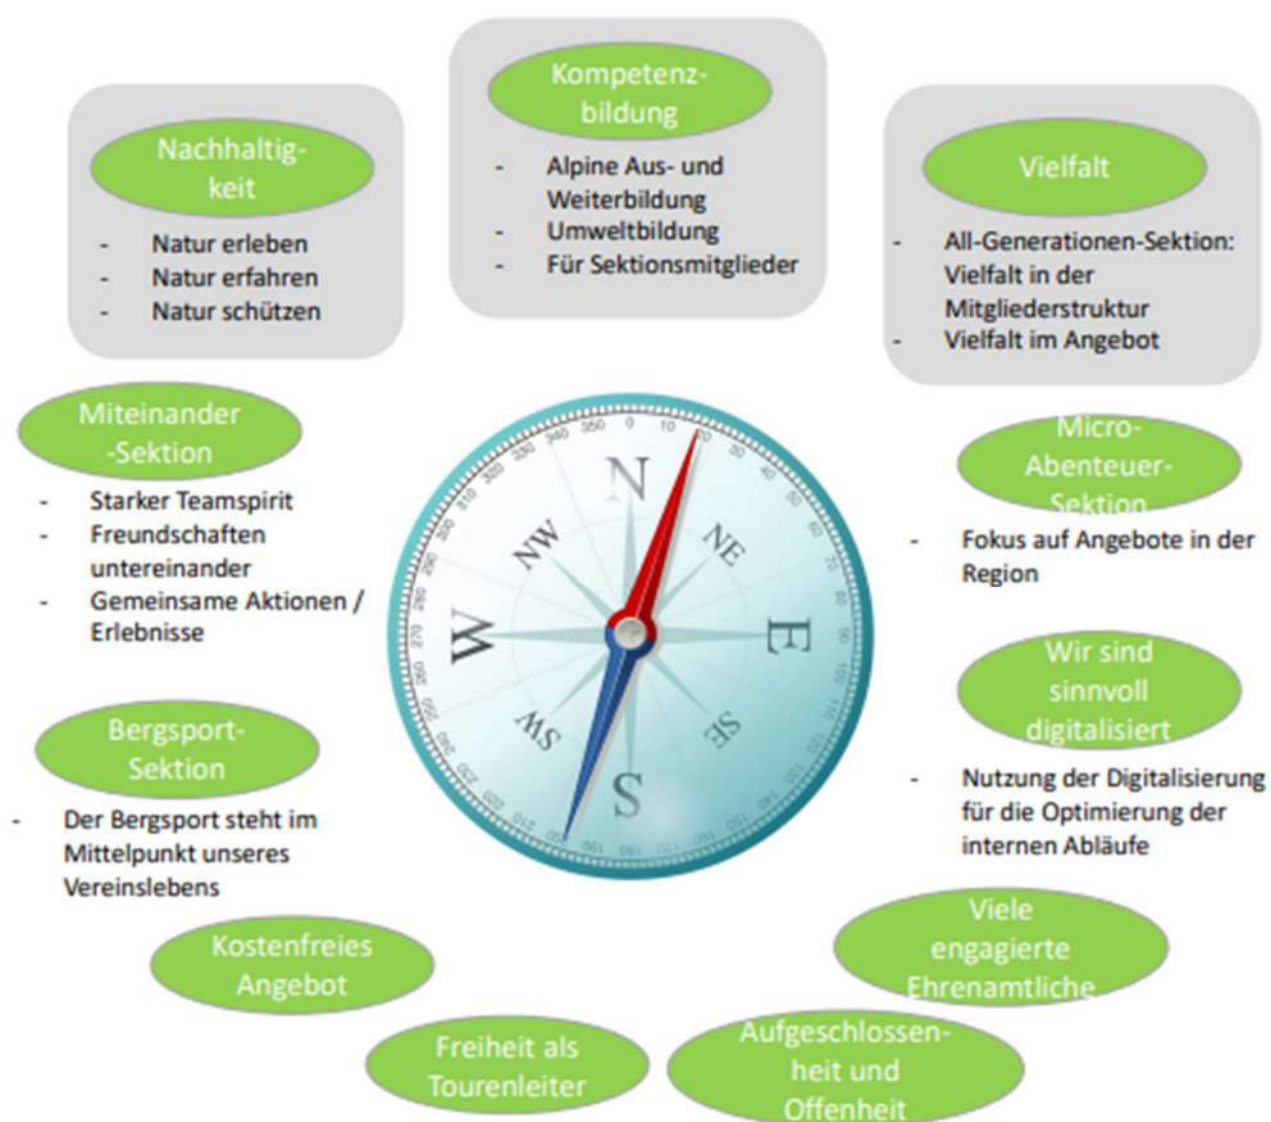 Kompetenz-
bildung
- Alpine Aus- und
Weiterbildung
- Umweltbildung
- Für Sektionsmitglieder
Nachhaltig-
keit
- Natur erleben
- Natur erfahren
- Natur schützen
Vielfalt
- All-Generationen-Sektion:
Vielfalt in der
Mitgliederstruktur
- Vielfalt im Angebot
Miteinander
-Sektion
- Starker Teamspirit
- Freundschaften
untereinander
- Gemeinsame Aktionen /
Erlebnisse
Micro-
Abenteuer-
Sektion
- Fokus auf Angebote in der
Region
N
NW
NE
W
E
SW
SE
S
Bergsport-
Sektion
- Der Bergsport steht im
Mittelpunkt unseres
Vereinslebens
Wir sind
sinnvoll
digitalisiert
- Nutzung der Digitalisierung
für die Optimierung der
internen Abläufe
Kostenfreies
Angebot
Viele
engagierte
Ehrenamtliche
Freiheit als
Tourenleiter
Aufgeschlossen-
heit und
Offenheit